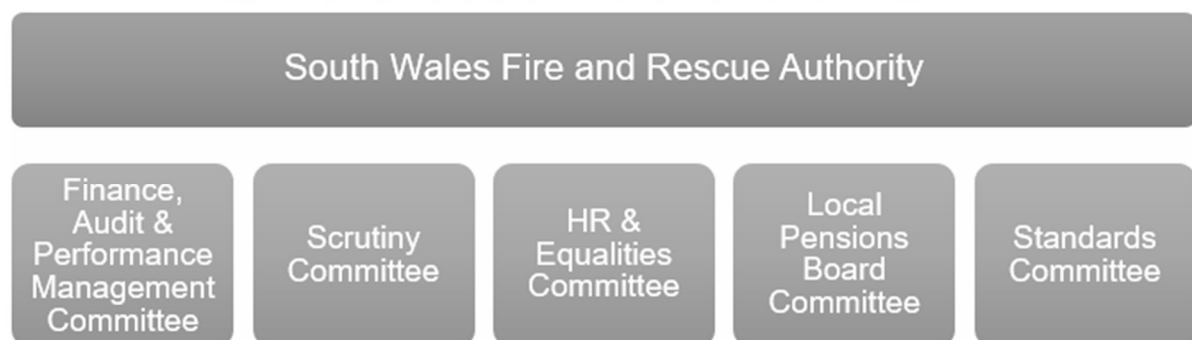 South Wales Fire and Rescue Authority
Finance,
Audit &
Performance
Management
Committee
Scrutiny
Committee
HR &
Equalities
Committee
Local
Pensions
Board
Committee
Standards
Committee